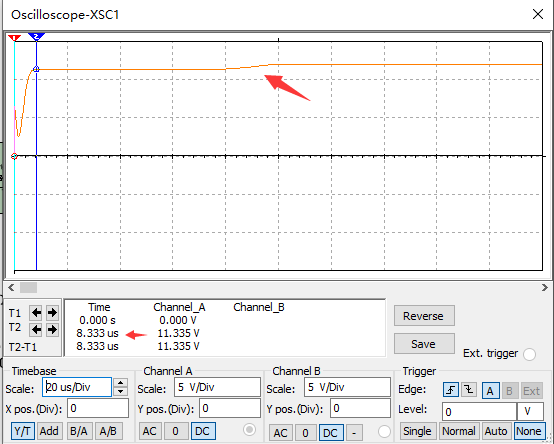 Oscilloscope-XSC1
1 2
Time Channel_A Channel_B
T1 0.000 s 0.000 V
T2 8.333 us 11.335 V
T2-T1 8.333 us 11.335 V
Reverse
Save
Ext. trigger
Timebase Channel A Channel B Trigger
Scale: 20 us/Div Scale: 5 V/Div Scale: 5 V/Div Edge: A B Ext
X pos.(Div): 0 Y pos.(Div): 0 Y pos.(Div): 0 Level: 0 V
Y/T Add B/A A/B AC 0 DC AC 0 DC - Single Normal Auto None